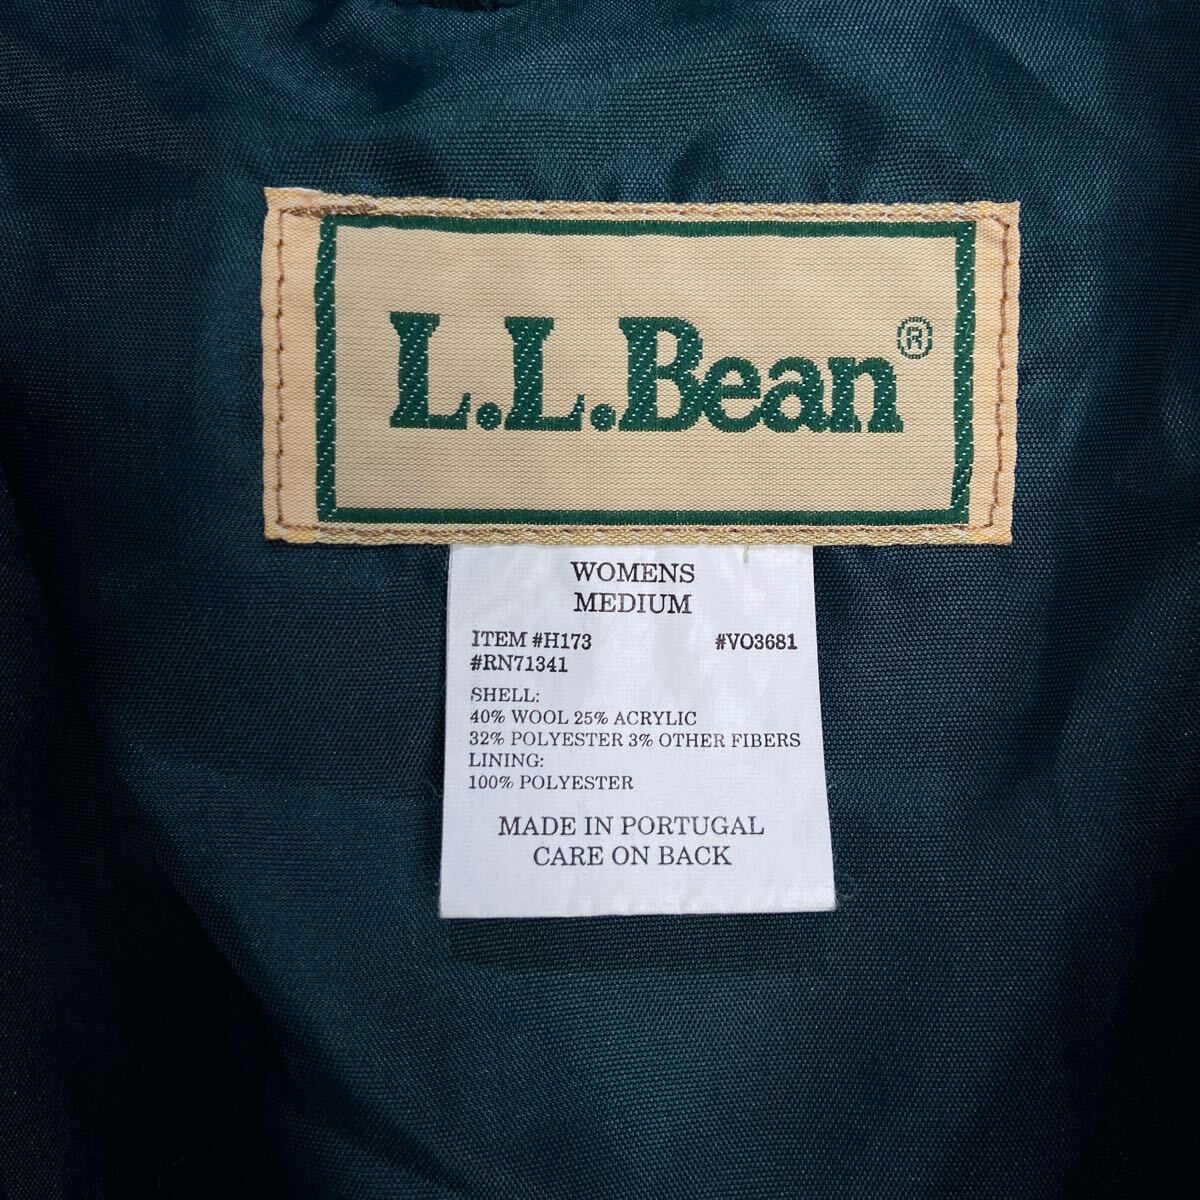 L.L.Bean®
WOMENS
MEDIUM
ITEM #H173 #VO3681
#RN71341
SHELL:
40% WOOL 25% ACRYLIC
32% POLYESTER 3% OTHER FIBERS
LINING:
100% POLYESTER
MADE IN PORTUGAL
CARE ON BACK